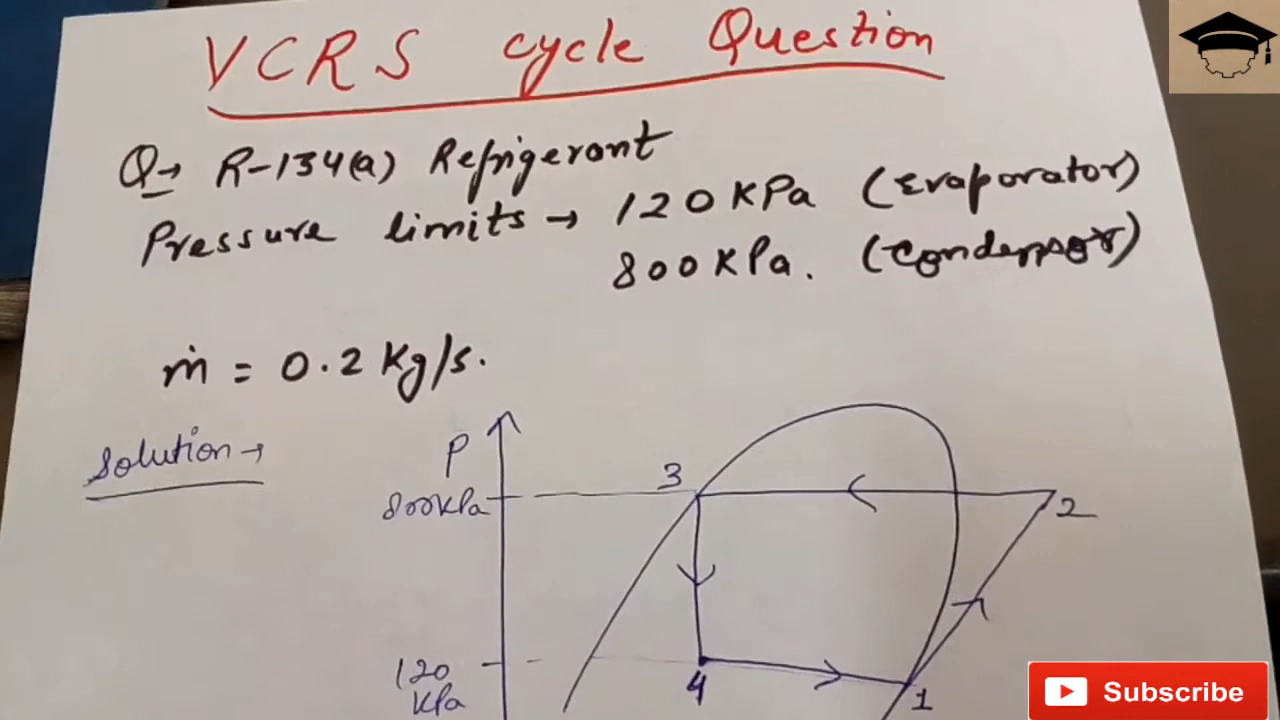 VCRS cycle Question
Q→ R-134(a) Refrigerant
Pressure limits → 120 KPa (Evaporator)
800 KPa. (Condensor)
ṁ = 0.2 Kg/s.
Solution →
P
3
800KPa
2
120
KPa
4
1
Subscribe